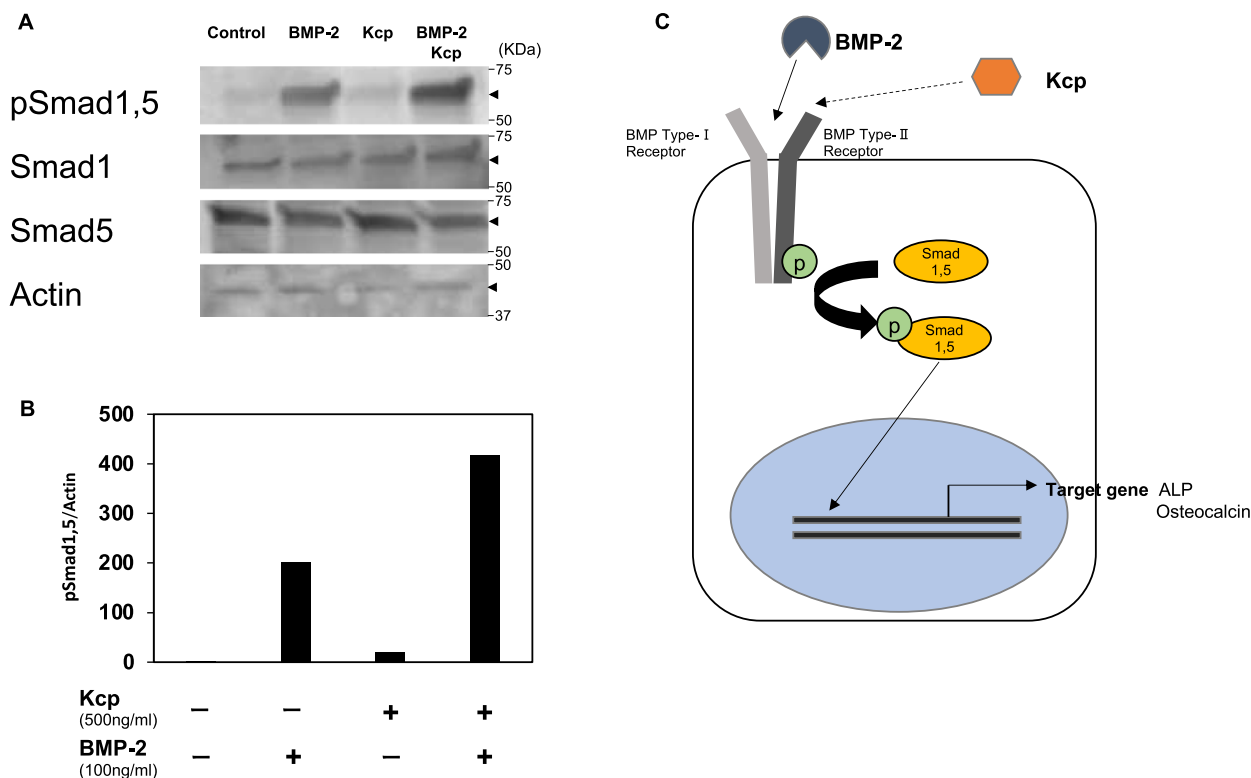 A
Control BMP-2 Kcp BMP-2 Kcp
(KDa)
pSmad1,5
75
50
Smad1
75
50
Smad5
75
50
Actin
50
37
B
pSmad1,5/Actin
500
400
300
200
100
0
Kcp
(500ng/ml)
– – + +
BMP-2
(100ng/ml)
– + – +
C
BMP-2
Kcp
BMP Type-Ⅰ
Receptor
BMP Type-Ⅱ
Receptor
p
Smad
1,5
p
Smad
1,5
Target gene ALP
Osteocalcin